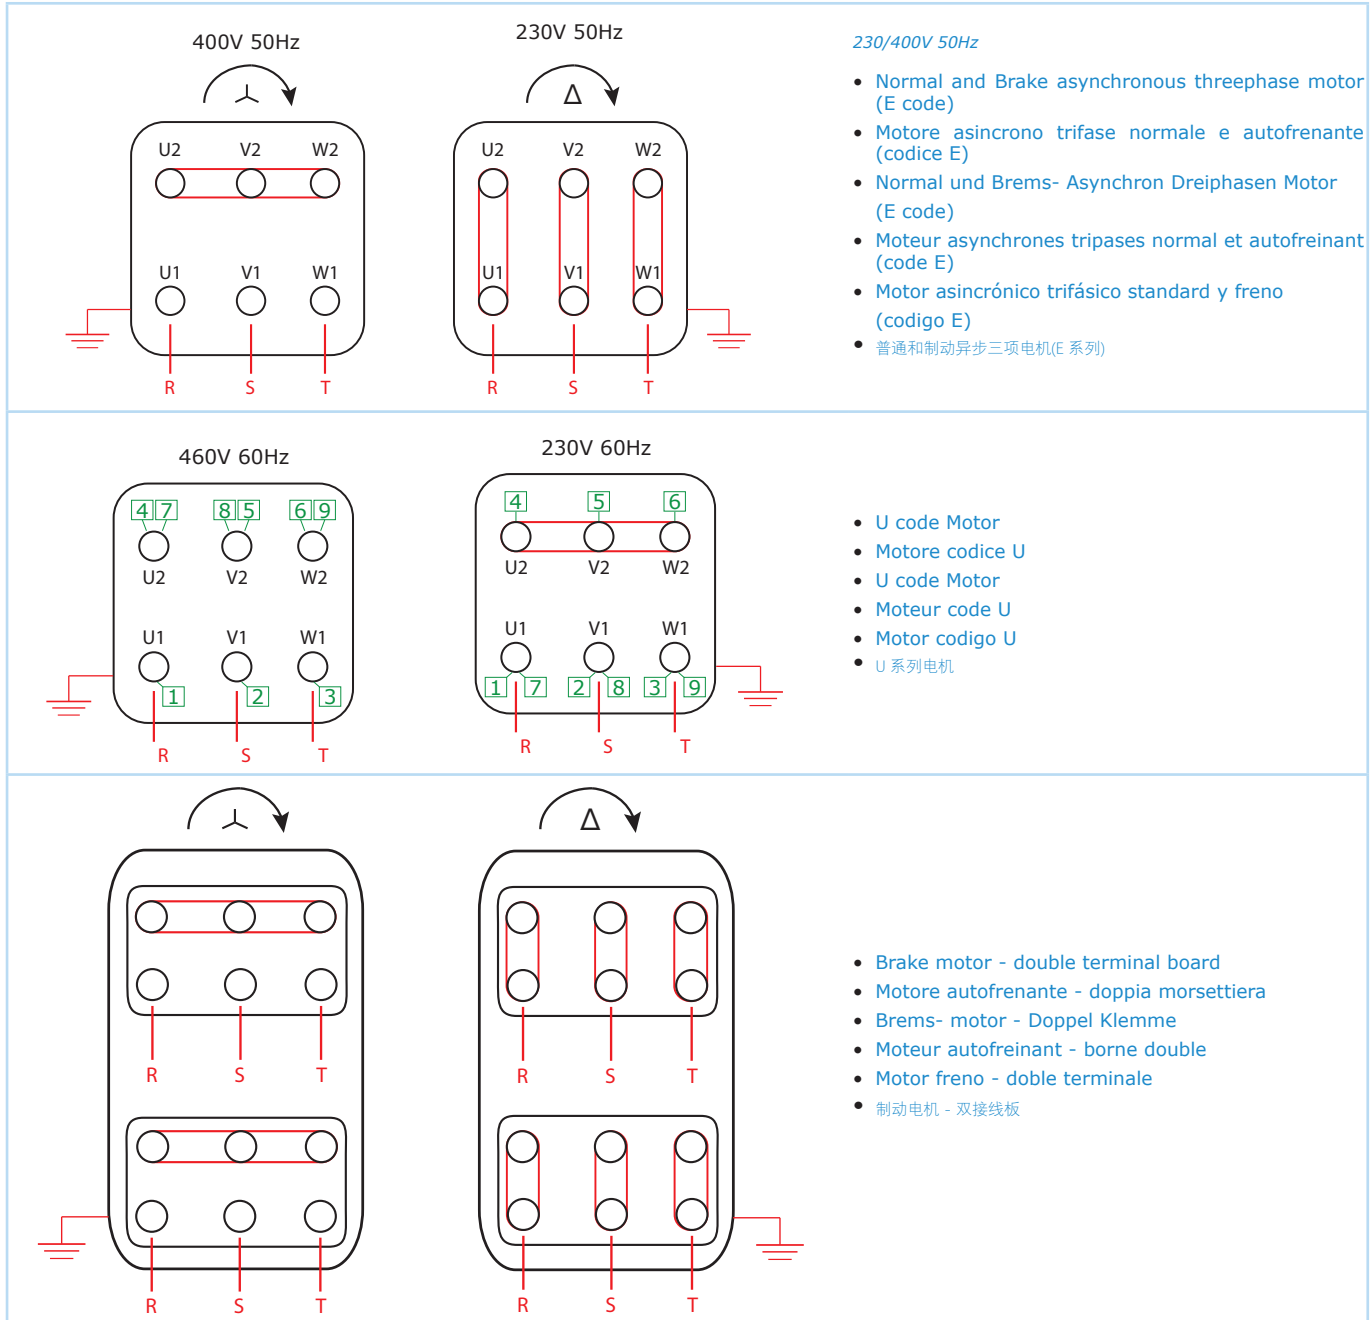 400V 50Hz
230V 50Hz
Δ
U2 V2 W2
U1 V1 W1
R S T
U2 V2 W2
U1 V1 W1
R S T
230/400V 50Hz
• Normal and Brake asynchronous threephase motor
(E code)
• Motore asincrono trifase normale e autofrenante
(codice E)
• Normal und Brems- Asynchron Dreiphasen Motor
(E code)
• Moteur asynchrones tripases normal et autofreinant
(code E)
• Motor asincrónico trifásico standard y freno
(codigo E)
• 普通和制动异步三项电机(E 系列)
460V 60Hz
4 7 8 5 6 9
U2 V2 W2
U1 V1 W1
1 2 3
R S T
230V 60Hz
4 5 6
U2 V2 W2
U1 V1 W1
1 7 2 8 3 9
R S T
• U code Motor
• Motore codice U
• U code Motor
• Moteur code U
• Motor codigo U
• U 系列电机
Δ
R S T
R S T
R S T
R S T
• Brake motor - double terminal board
• Motore autofrenante - doppia morsettiera
• Brems- motor - Doppel Klemme
• Moteur autofreinant - borne double
• Motor freno - doble terminale
• 制动电机 - 双接线板